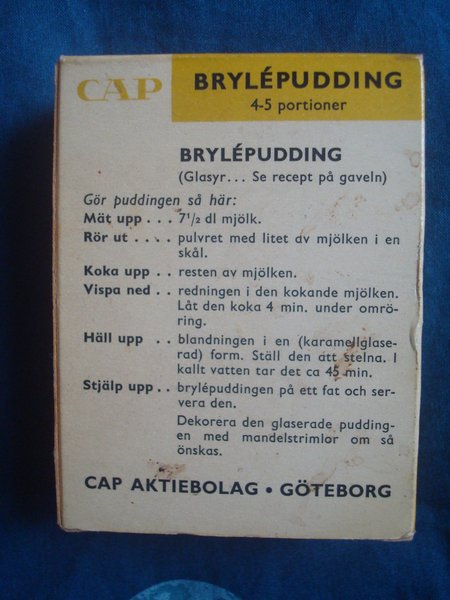 CAP
BRYLÉPUDDING
4-5 portioner
BRYLÉPUDDING
(Glasyr... Se recept på gaveln)
Gör puddingen så här:
Mät upp . . . 7 1/2 dl mjölk.
Rör ut . . . . pulvret med litet av mjölken i en
skål.
Koka upp . . resten av mjölken.
Vispa ned . . redningen i den kokande mjölken.
Låt den koka 4 min. under omrö-
ring.
Häll upp . . blandningen i en (karamellglase-
rad) form. Ställ den att stelna. I
kallt vatten tar det ca 45 min.
Stjälp upp . . brylépuddingen på ett fat och ser-
vera den.
Dekorera den glaserade pudding-
en med mandelstrimlor om så
önskas.
CAP AKTIEBOLAG • GÖTEBORG